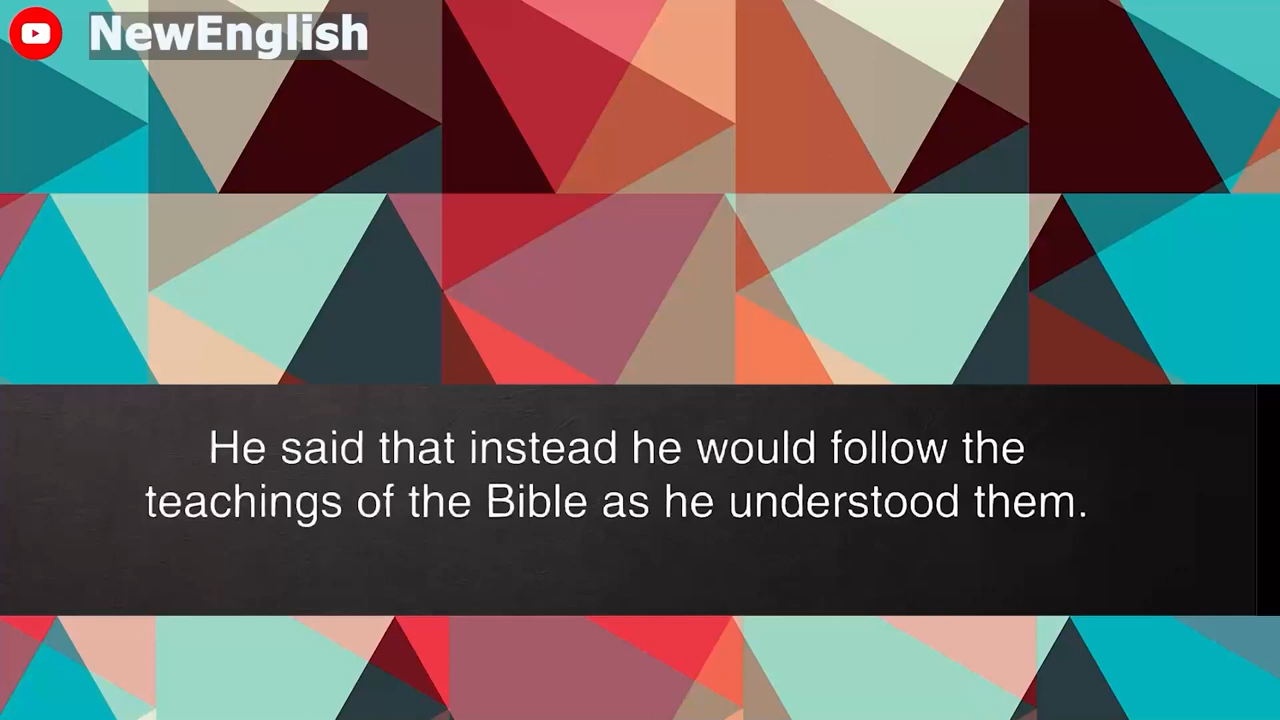 NewEnglish
He said that instead he would follow the
teachings of the Bible as he understood them.